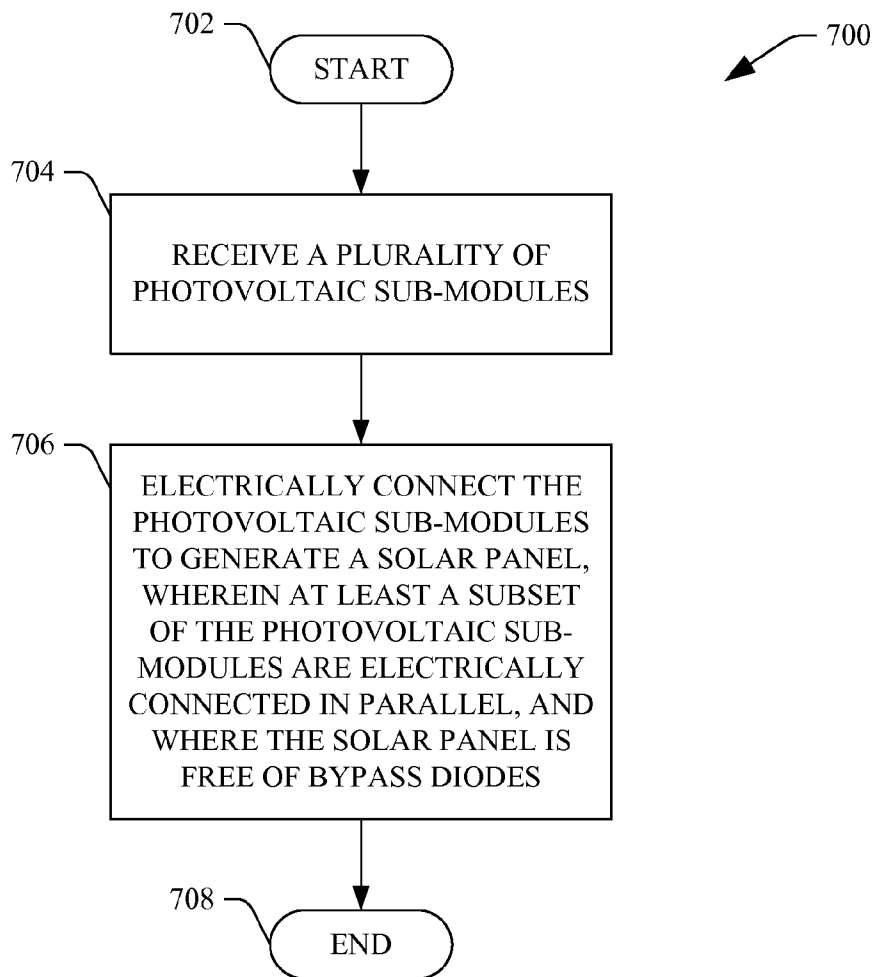 702
START
700
704
RECEIVE A PLURALITY OF
PHOTOVOLTAIC SUB-MODULES
706
ELECTRICALLY CONNECT THE
PHOTOVOLTAIC SUB-MODULES
TO GENERATE A SOLAR PANEL,
WHEREIN AT LEAST A SUBSET
OF THE PHOTOVOLTAIC SUB-
MODULES ARE ELECTRICALLY
CONNECTED IN PARALLEL, AND
WHERE THE SOLAR PANEL IS
FREE OF BYPASS DIODES
708
END